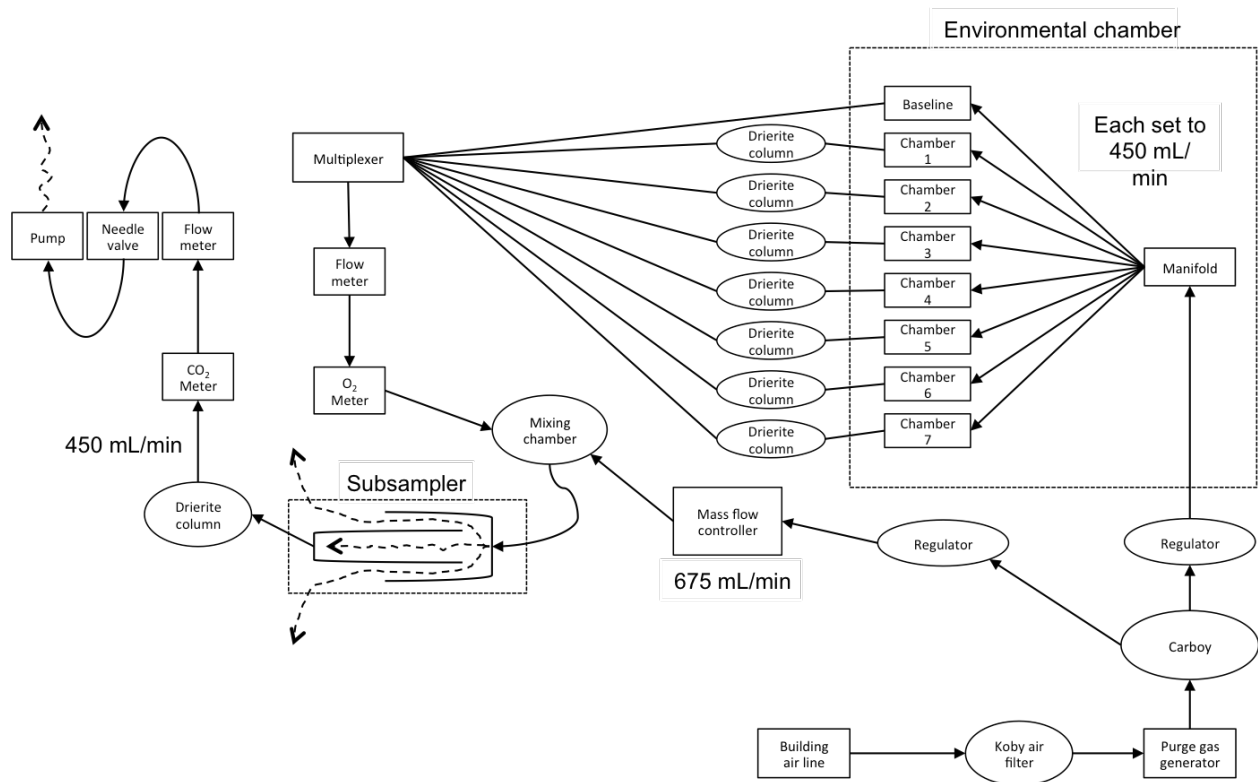 Environmental chamber
Baseline
Each set to
450 mL/
min
Multiplexer
Drierite
column
Chamber
1
Drierite
column
Chamber
2
Drierite
column
Chamber
3
Drierite
column
Chamber
4
Drierite
column
Chamber
5
Drierite
column
Chamber
6
Drierite
column
Chamber
7
Manifold
Pump
Needle
valve
Flow
meter
Flow
meter
CO₂
Meter
O₂
Meter
450 mL/min
Mixing
chamber
Subsampler
Drierite
column
Mass flow
controller
675 mL/min
Regulator
Regulator
Carboy
Building
air line
Koby air
filter
Purge gas
generator